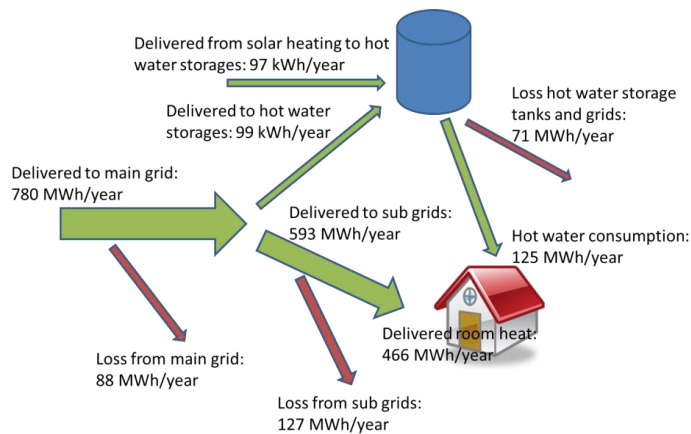 Delivered from solar heating to hot
water storages: 97 kWh/year
Delivered to hot water
storages: 99 kWh/year
Loss hot water storage
tanks and grids:
71 MWh/year
Delivered to main grid:
780 MWh/year
Delivered to sub grids:
593 MWh/year
Hot water consumption:
125 MWh/year
Delivered room heat:
466 MWh/year
Loss from main grid:
88 MWh/year
Loss from sub grids:
127 MWh/year